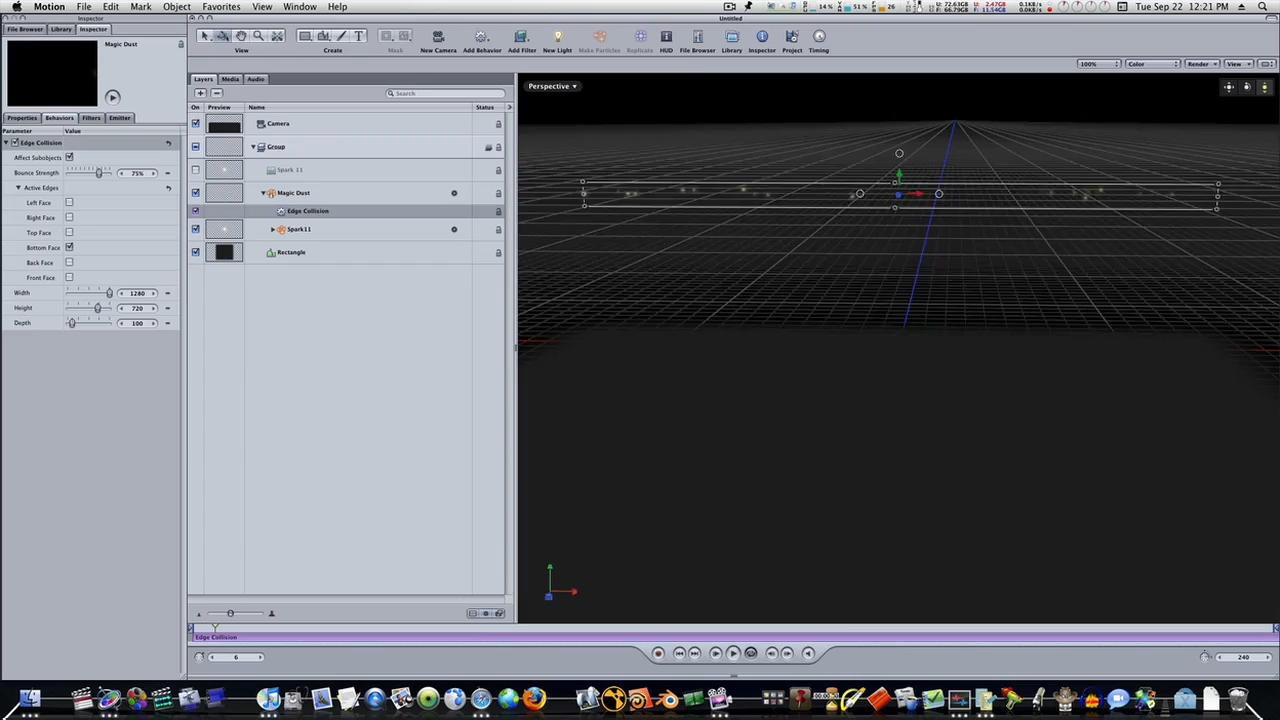 Motion File Edit Mark Object Favorites View Window Help
14% 51% 26 Tue Sep 22 12:21 PM
Inspector
Untitled
File Browser Library Inspector
Magic Dust
View Create Mask New Camera Add Behavior Add Filter New Light Make Particles Replicate HUD File Browser Library Inspector Project Timing
100% Color Render View
Layers Media Audio
Perspective
Search
On Preview Name Status
Properties Behaviors Filters Emitter
Parameter Value
Edge Collision
Affect Subobjects
Bounce Strength 75%
Active Edges
Left Face
Right Face
Top Face
Bottom Face
Back Face
Front Face
Width 1280
Height 720
Depth 100
Camera
Group
Spark 11
Magic Dust
Edge Collision
Spark11
Rectangle
Edge Collision
6
240